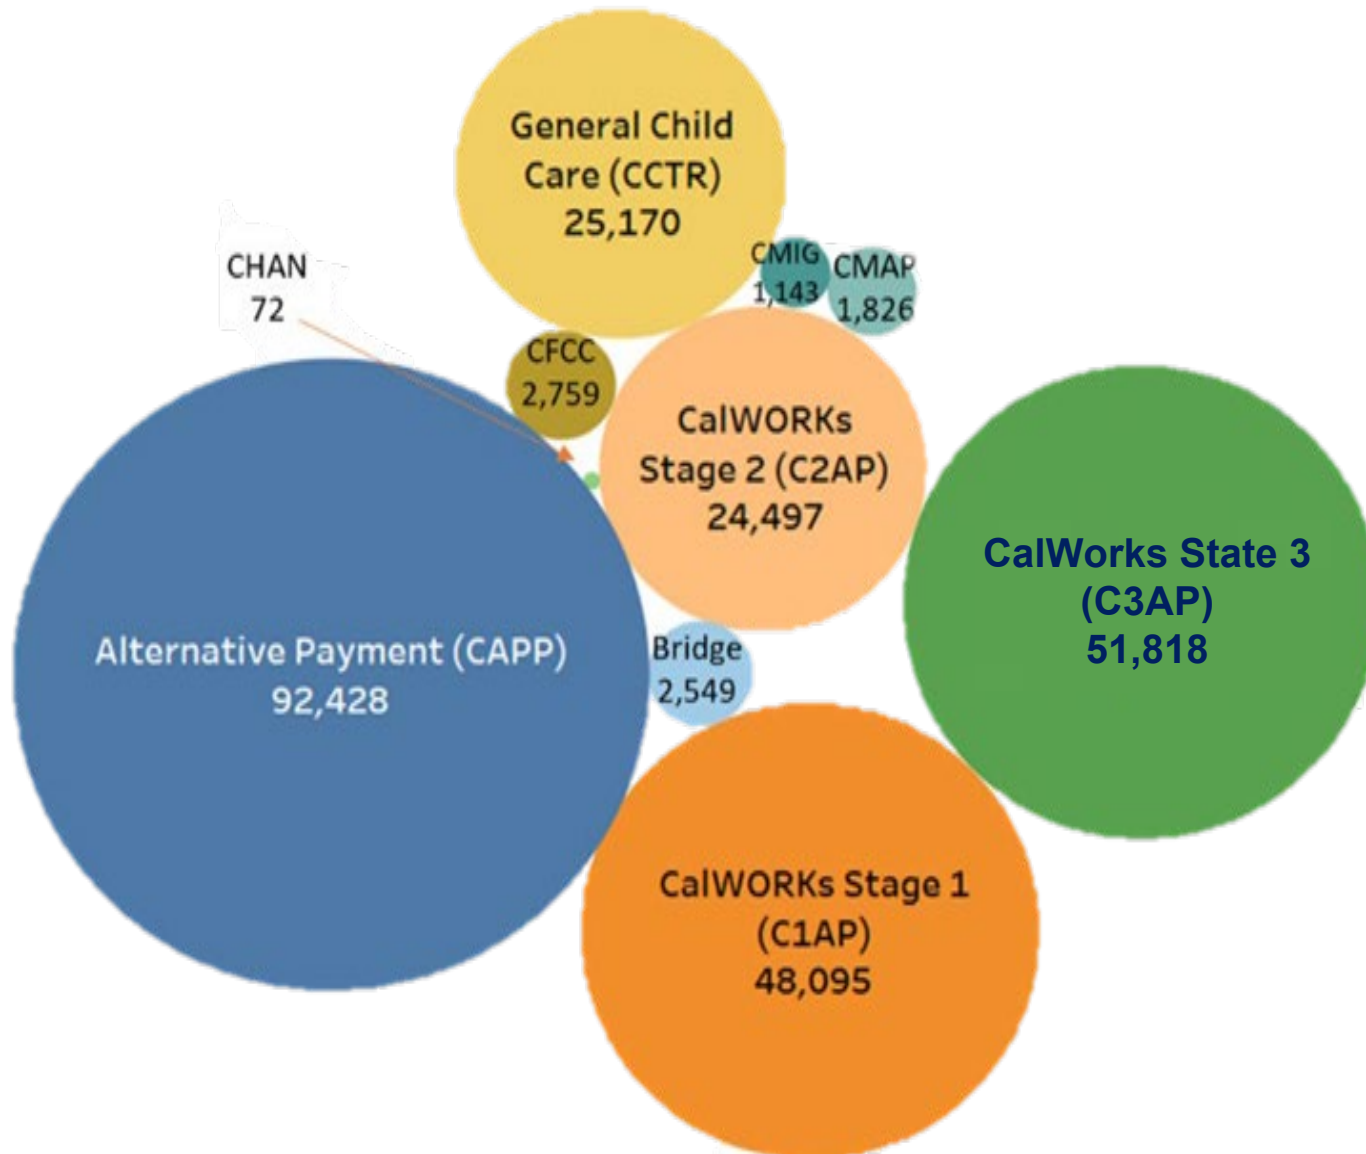 General Child
Care (CCTR)
25,170
CHAN
72
CMIG
1,143
CMAP
1,826
CFCC
2,759
CalWORKs
Stage 2 (C2AP)
24,497
CalWorks State 3
(C3AP)
51,818
Alternative Payment (CAPP)
92,428
Bridge
2,549
CalWORKs Stage 1
(C1AP)
48,095